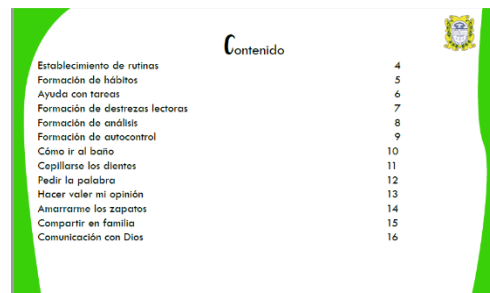 Contenido
Establecimiento de rutinas 4
Formación de hábitos 5
Ayuda con tareas 6
Formación de destrezas lectoras 7
Formación de análisis 8
Formación de autocontrol 9
Cómo ir al baño 10
Cepillarse los dientes 11
Pedir la palabra 12
Hacer valer mi opinión 13
Amarrarme los zapatos 14
Compartir en familia 15
Comunicación con Dios 16